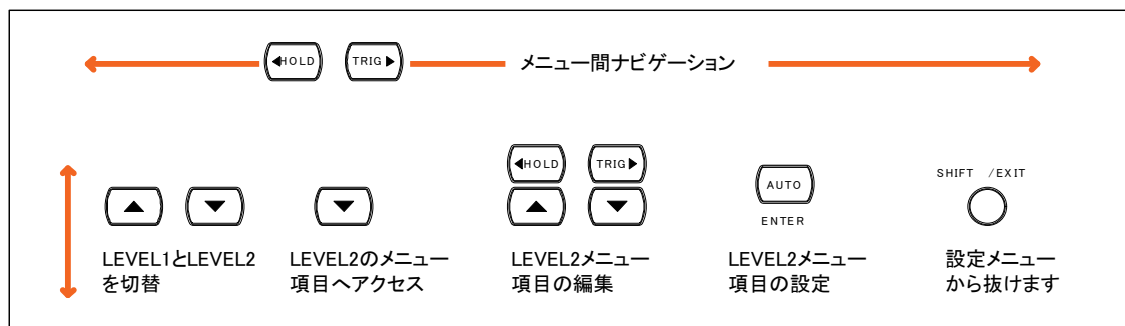 HOLD TRIG メニュー間ナビゲーション
HOLD TRIG
AUTO
SHIFT /EXIT
ENTER
LEVEL1とLEVEL2
を切替
LEVEL2のメニュー
項目へアクセス
LEVEL2メニュー
項目の編集
LEVEL2メニュー
項目の設定
設定メニュー
から抜けます